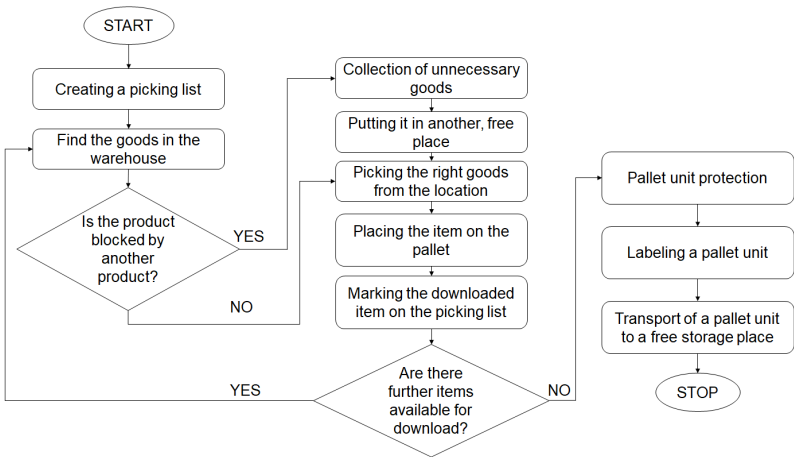 START
Creating a picking list
Find the goods in the
warehouse
Is the product
blocked by
another
product?
YES
NO
Collection of unnecessary
goods
Putting it in another, free
place
Picking the right goods
from the location
Placing the item on the
pallet
Marking the downloaded
item on the picking list
Are there
further items
available for
download?
YES
NO
Pallet unit protection
Labeling a pallet unit
Transport of a pallet unit
to a free storage place
STOP